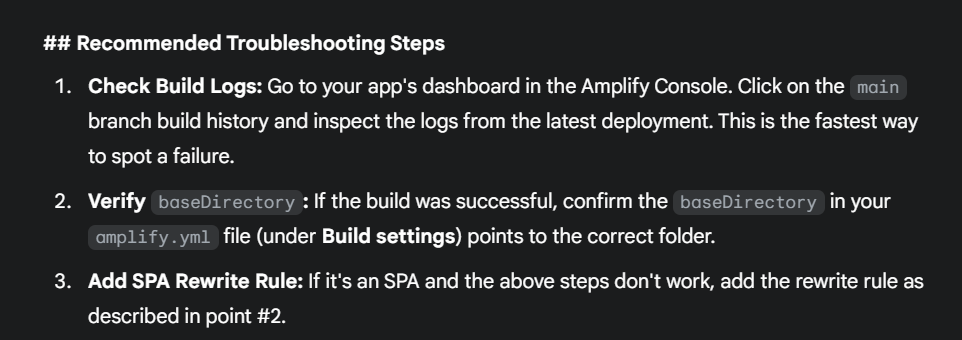 ## Recommended Troubleshooting Steps
1. Check Build Logs: Go to your app's dashboard in the Amplify Console. Click on the main
branch build history and inspect the logs from the latest deployment. This is the fastest way
to spot a failure.
2. Verify baseDirectory: If the build was successful, confirm the baseDirectory in your
amplify.yml file (under Build settings) points to the correct folder.
3. Add SPA Rewrite Rule: If it's an SPA and the above steps don't work, add the rewrite rule as
described in point #2.